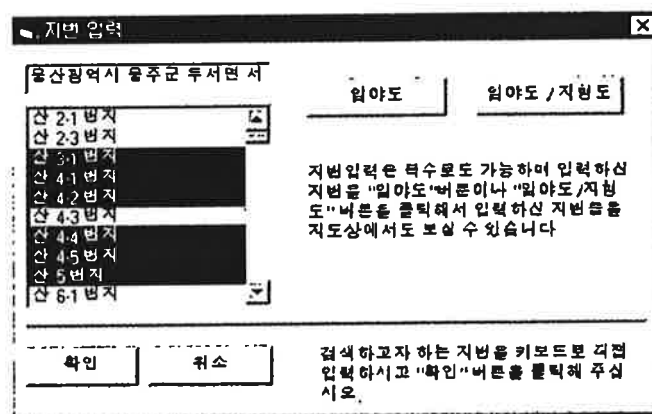 지번 입력
울산광역시 울주군 두서면 서
임야도
임야도 /지형도
산 2-1 번지
산 2-3 번지
산 3-1 번지
산 4-1 번지
산 4-2 번지
산 4-3 번지
산 4-4 번지
산 4-5 번지
산 5 번지
산 6-1 번지
지번입력은 복수로도 가능하며 입력하신
지번을 "임야도"버튼이나 "임야도/지형
도"버튼을 클릭해서 입력하신 지번들을
지도상에서도 보실 수 있습니다
확인
취소
검색하고자 하는 지번을 키보드로 직접
입력하시고 "확인"버튼을 클릭해 주십
시오.